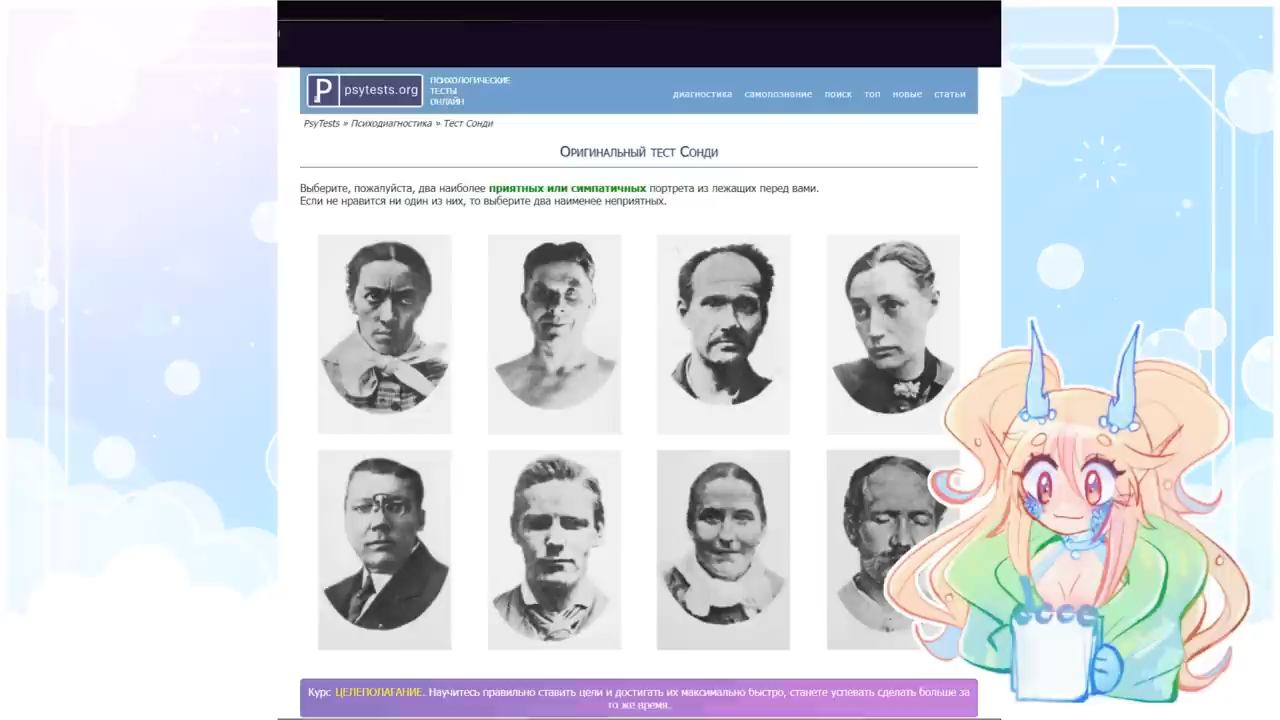 psytests.org
ПСИХОЛОГИЧЕСКИЕ
ТЕСТЫ
ОНЛАЙН
диагностика самопознание поиск топ новые статьи
PsyTests » Психодиагностика » Тест Сонди
Оригинальный тест Сонди
Выберите, пожалуйста, два наиболее приятных или симпатичных портрета из лежащих перед вами.
Если не нравится ни один из них, то выберите два наименее неприятных.
Курс ЦЕЛЕПОЛАГАНИЕ. Научитесь правильно ставить цели и достигать их максимально быстро, станете успевать сделать больше за
то же время..